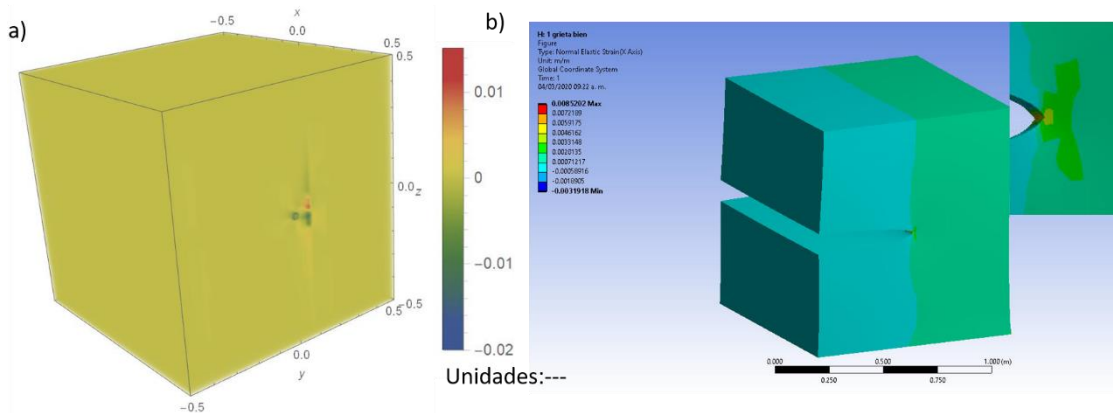 a)
x
-0.5
0.0
0.5
0.5
0.0
z
-0.5
0.5
0.0
y
-0.5
0.01
0
-0.01
-0.02
Unidades:---
b)
H: 1 grieta bien
Figure
Type: Normal Elastic Strain(X Axis)
Unit: m/m
Global Coordinate System
Time: 1
04/05/2020 09:22 a. m.
0.0085202 Max
0.0072189
0.0059175
0.0046162
0.0033148
0.0020135
0.00071217
-0.00058916
-0.0018905
-0.0031918 Min
0.000
0.500
1.000 (m)
0.250
0.750